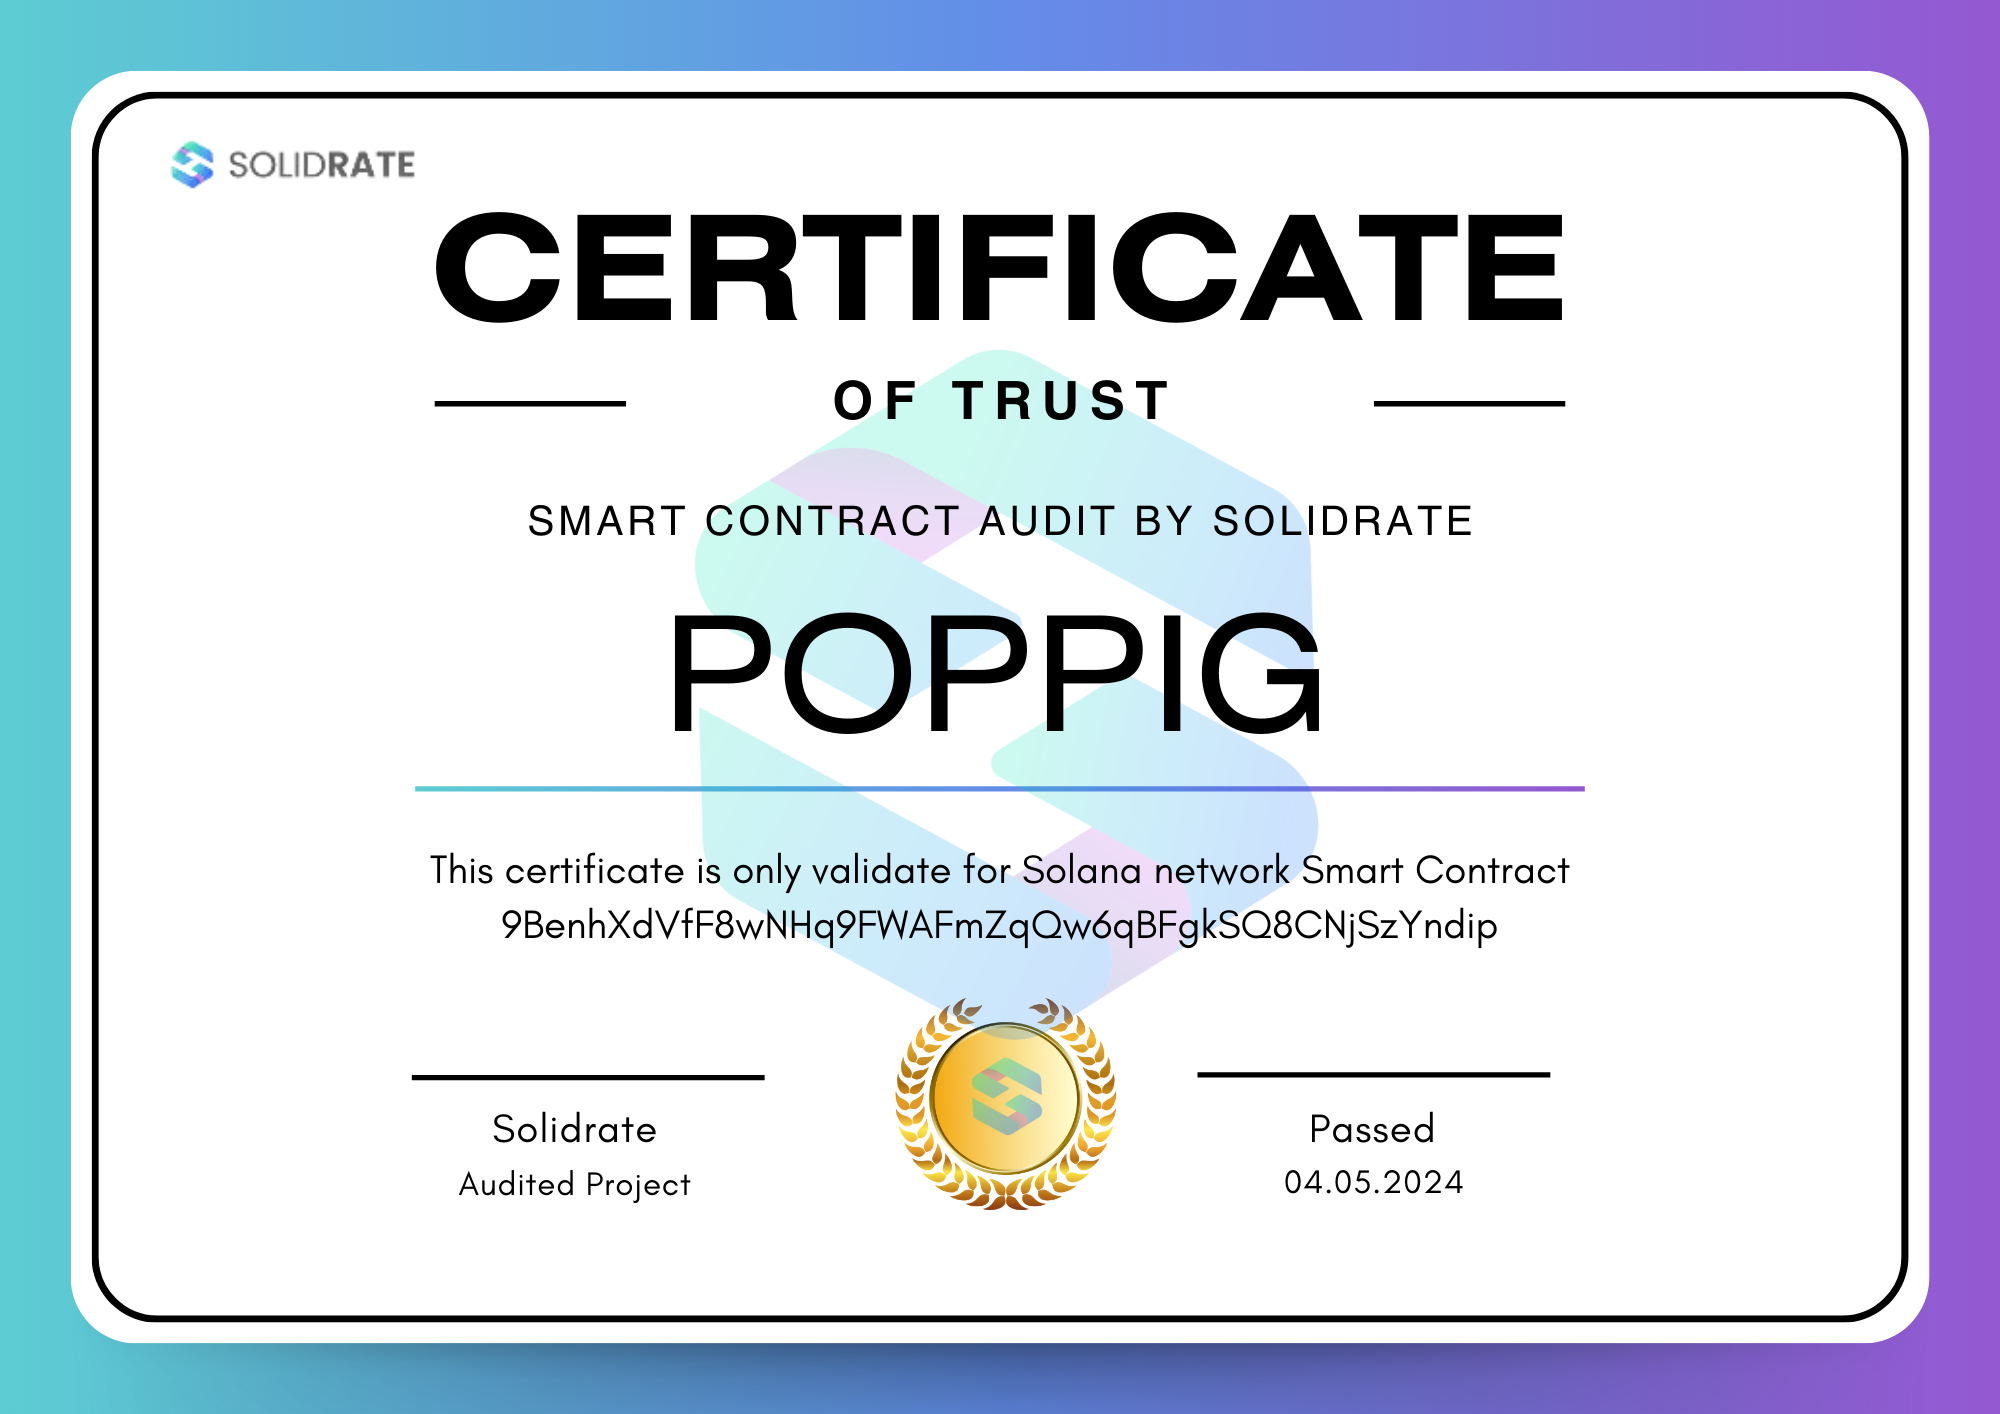 SOLIDRATE
CERTIFICATE
OF TRUST
SMART CONTRACT AUDIT BY SOLIDRATE
POPPIG
This certificate is only validate for Solana network Smart Contract
9BenhXdVfF8wNHq9FWAFmZqQw6qBFgkSQ8CNjSzYndip
Solidrate
Audited Project
Passed
04.05.2024